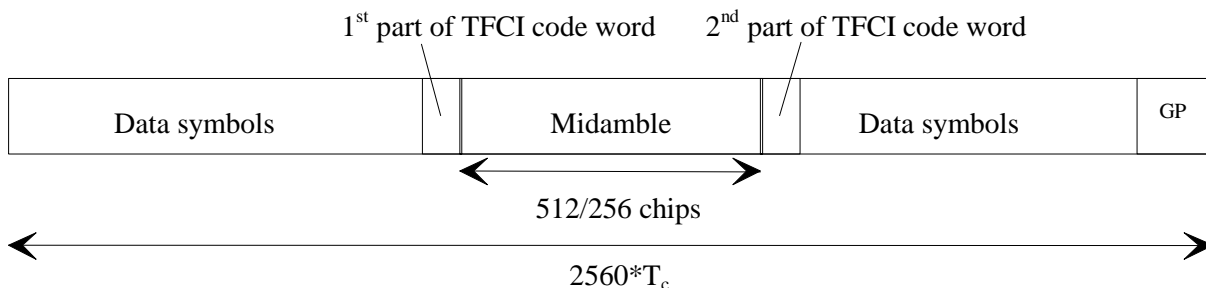 1st part of TFCI code word 2nd part of TFCI code word
Data symbols Midamble Data symbols GP
512/256 chips
2560*Tc